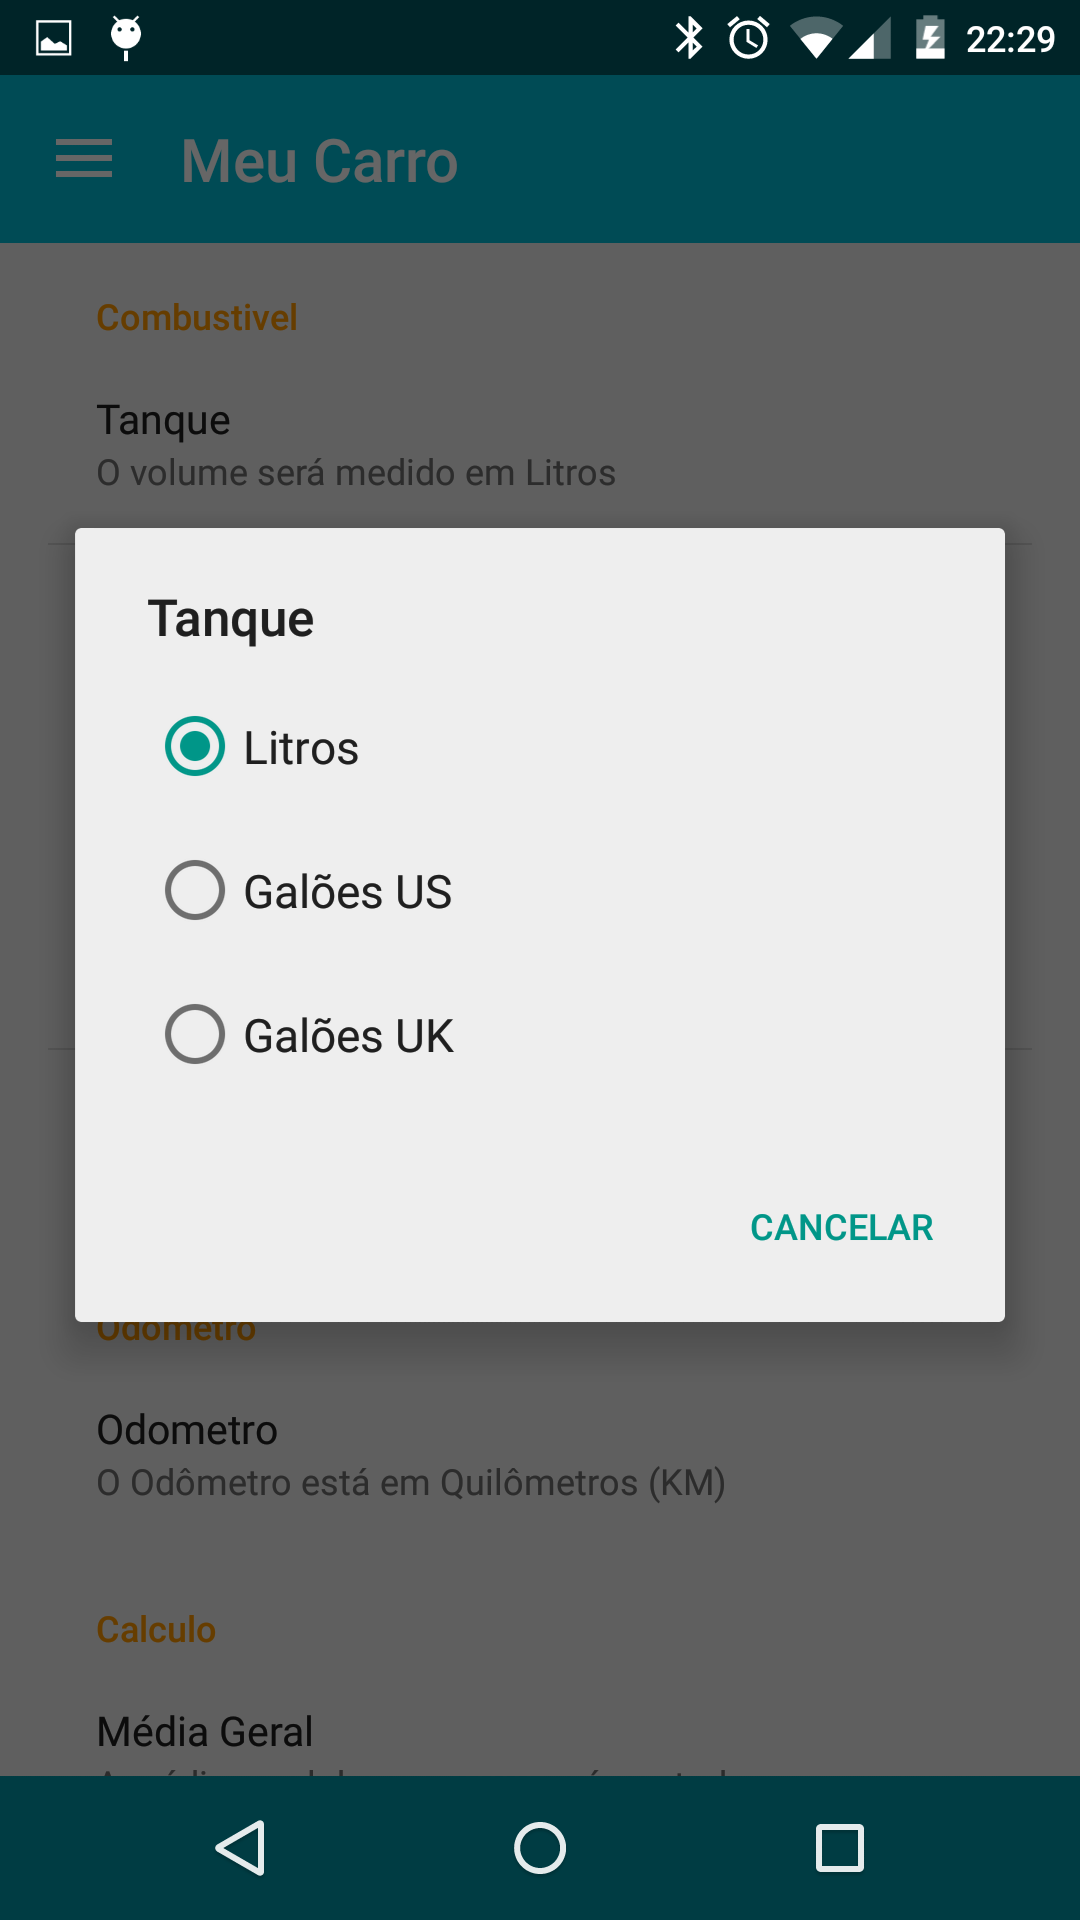 22:29
Meu Carro
Combustivel
Tanque
O volume será medido em Litros
Tanque
Litros
Galões US
Galões UK
CANCELAR
Odometro
Odometro
O Odômetro está em Quilômetros (KM)
Calculo
Média Geral